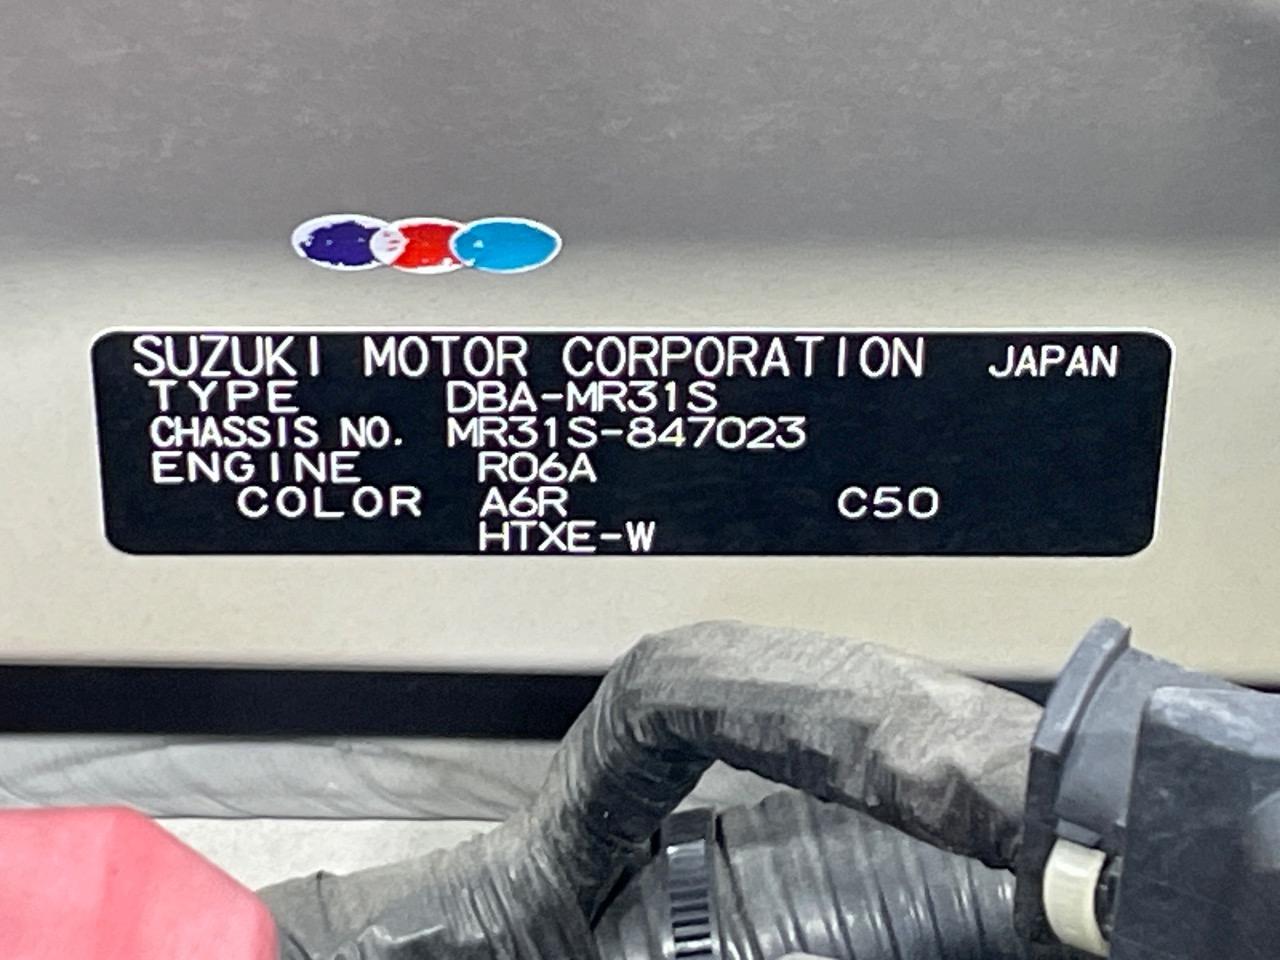 SUZUKI MOTOR CORPORATION JAPAN
TYPE DBA-MR31S
CHASSIS NO. MR31S-847023
ENGINE R06A
COLOR A6R C50
HTXE-W